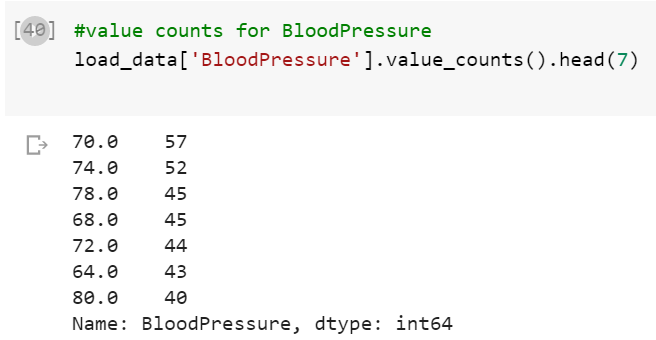 [40] #value counts for BloodPressure
load_data['BloodPressure'].value_counts().head(7)
70.0    57
74.0    52
78.0    45
68.0    45
72.0    44
64.0    43
80.0    40
Name: BloodPressure, dtype: int64